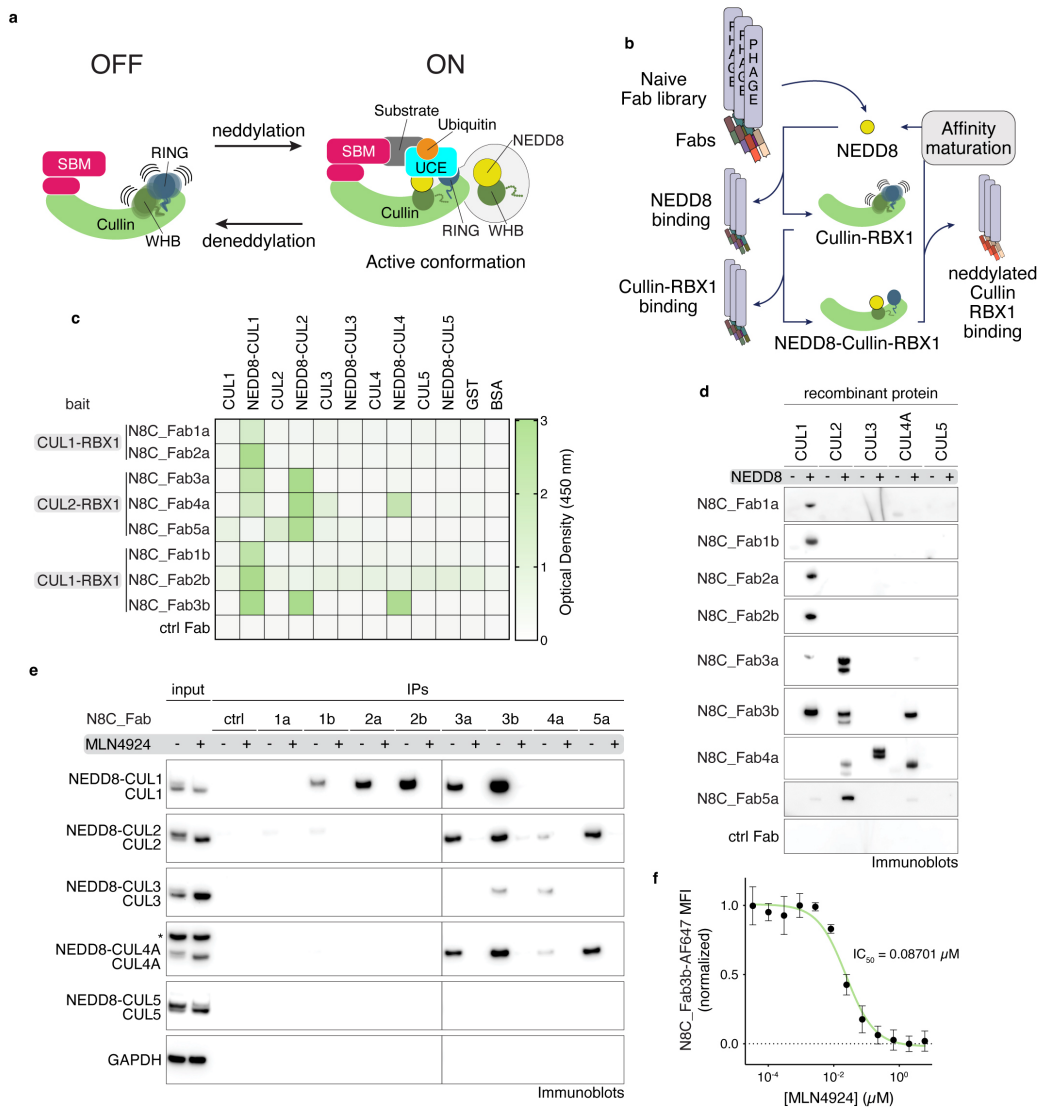 a
OFF
ON
neddylation
deneddylation
SBM
RING
Cullin
WHB
Substrate
Ubiquitin
NEDD8
SBM
UCE
Cullin
RING
WHB
Active conformation
b
PHAGE
PHAGE
PHAGE
Naive
Fab library
Fabs
NEDD8
Affinity
maturation
NEDD8
binding
Cullin-RBX1
Cullin-RBX1
binding
NEDD8-Cullin-RBX1
neddylated
Cullin
RBX1
binding
c
bait
CUL1
NEDD8-CUL1
CUL2
NEDD8-CUL2
CUL3
NEDD8-CUL3
CUL4
NEDD8-CUL4
CUL5
NEDD8-CUL5
GST
BSA
CUL1-RBX1
N8C_Fab1a
N8C_Fab2a
CUL2-RBX1
N8C_Fab3a
N8C_Fab4a
N8C_Fab5a
CUL1-RBX1
N8C_Fab1b
N8C_Fab2b
N8C_Fab3b
ctrl Fab
3
2
1
0
Optical Density (450 nm)
d
recombinant protein
CUL1
CUL2
CUL3
CUL4A
CUL5
NEDD8 - + - + - + - + - +
N8C_Fab1a
N8C_Fab1b
N8C_Fab2a
N8C_Fab2b
N8C_Fab3a
N8C_Fab3b
N8C_Fab4a
N8C_Fab5a
ctrl Fab
Immunoblots
e
input IPs
N8C_Fab ctrl 1a 1b 2a 2b 3a 3b 4a 5a
MLN4924 - + - + - + - + - + - + - + - + - + - +
NEDD8-CUL1
CUL1
NEDD8-CUL2
CUL2
NEDD8-CUL3
CUL3
*
NEDD8-CUL4A
CUL4A
NEDD8-CUL5
CUL5
GAPDH
Immunoblots
f
N8C_Fab3b-AF647 MFI
(normalized)
1.0
0.5
0.0
IC50 = 0.08701 µM
10-4 10-2 100
[MLN4924] (µM)